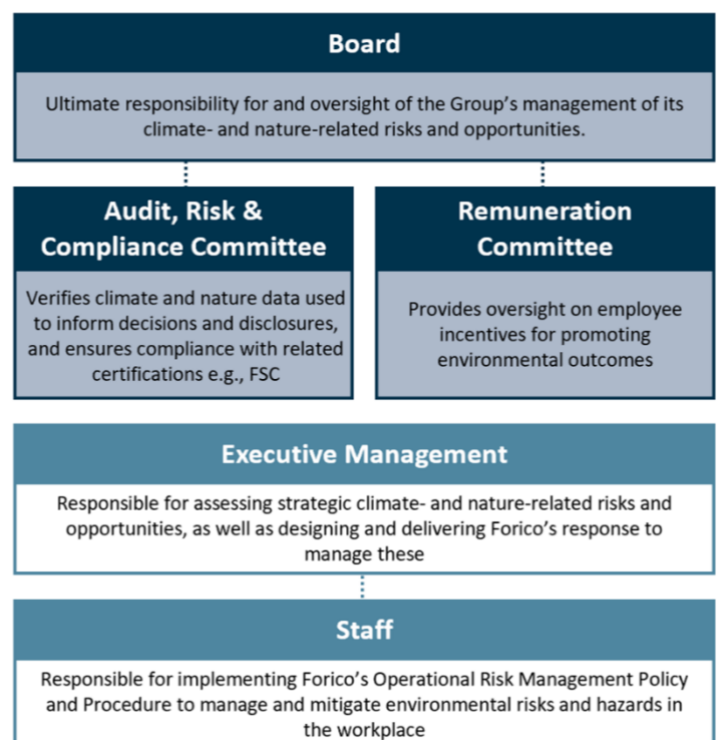 Board
Ultimate responsibility for and oversight of the Group's management of its
climate- and nature-related risks and opportunities.
Audit, Risk &
Compliance Committee
Verifies climate and nature data used
to inform decisions and disclosures,
and ensures compliance with related
certifications e.g., FSC
Remuneration
Committee
Provides oversight on employee
incentives for promoting
environmental outcomes
Executive Management
Responsible for assessing strategic climate- and nature-related risks and
opportunities, as well as designing and delivering Forico's response to
manage these
Staff
Responsible for implementing Forico's Operational Risk Management Policy
and Procedure to manage and mitigate environmental risks and hazards in
the workplace